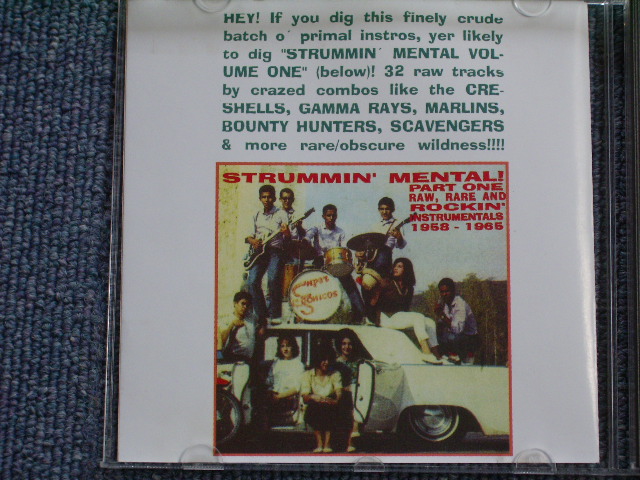 HEY! If you dig this finely crude
batch o´ primal instros, yer likely
to dig "STRUMMIN´ MENTAL VOL-
UME ONE" (below)! 32 raw tracks
by crazed combos like the CRE-
SHELLS, GAMMA RAYS, MARLINS,
BOUNTY HUNTERS, SCAVENGERS
& more rare/obscure wildness!!!!
STRUMMIN' MENTAL!
PART ONE
RAW, RARE AND
ROCKIN'
INSTRUMENTALS
1958 - 1965